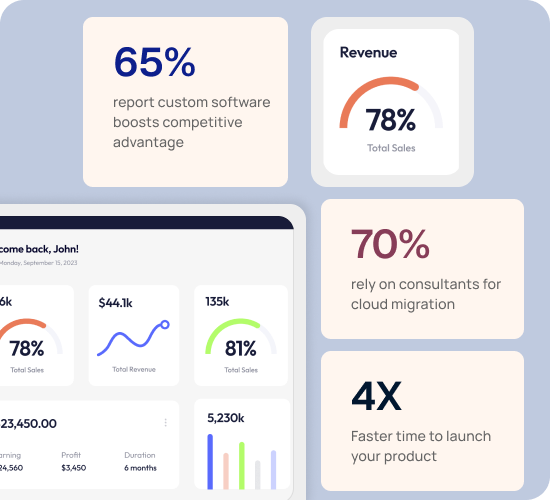 65%
report custom software
boosts competitive
advantage
Revenue
78%
Total Sales
70%
rely on consultants for
cloud migration
4X
Faster time to launch
your product
come back, John!
Monday, September 15, 2023
6k
78%
Total Sales
$44.1k
Total Revenue
135k
81%
Total Sales
23,450.00
arning
24,560
Profit
$3,450
Duration
6 months
5,230k